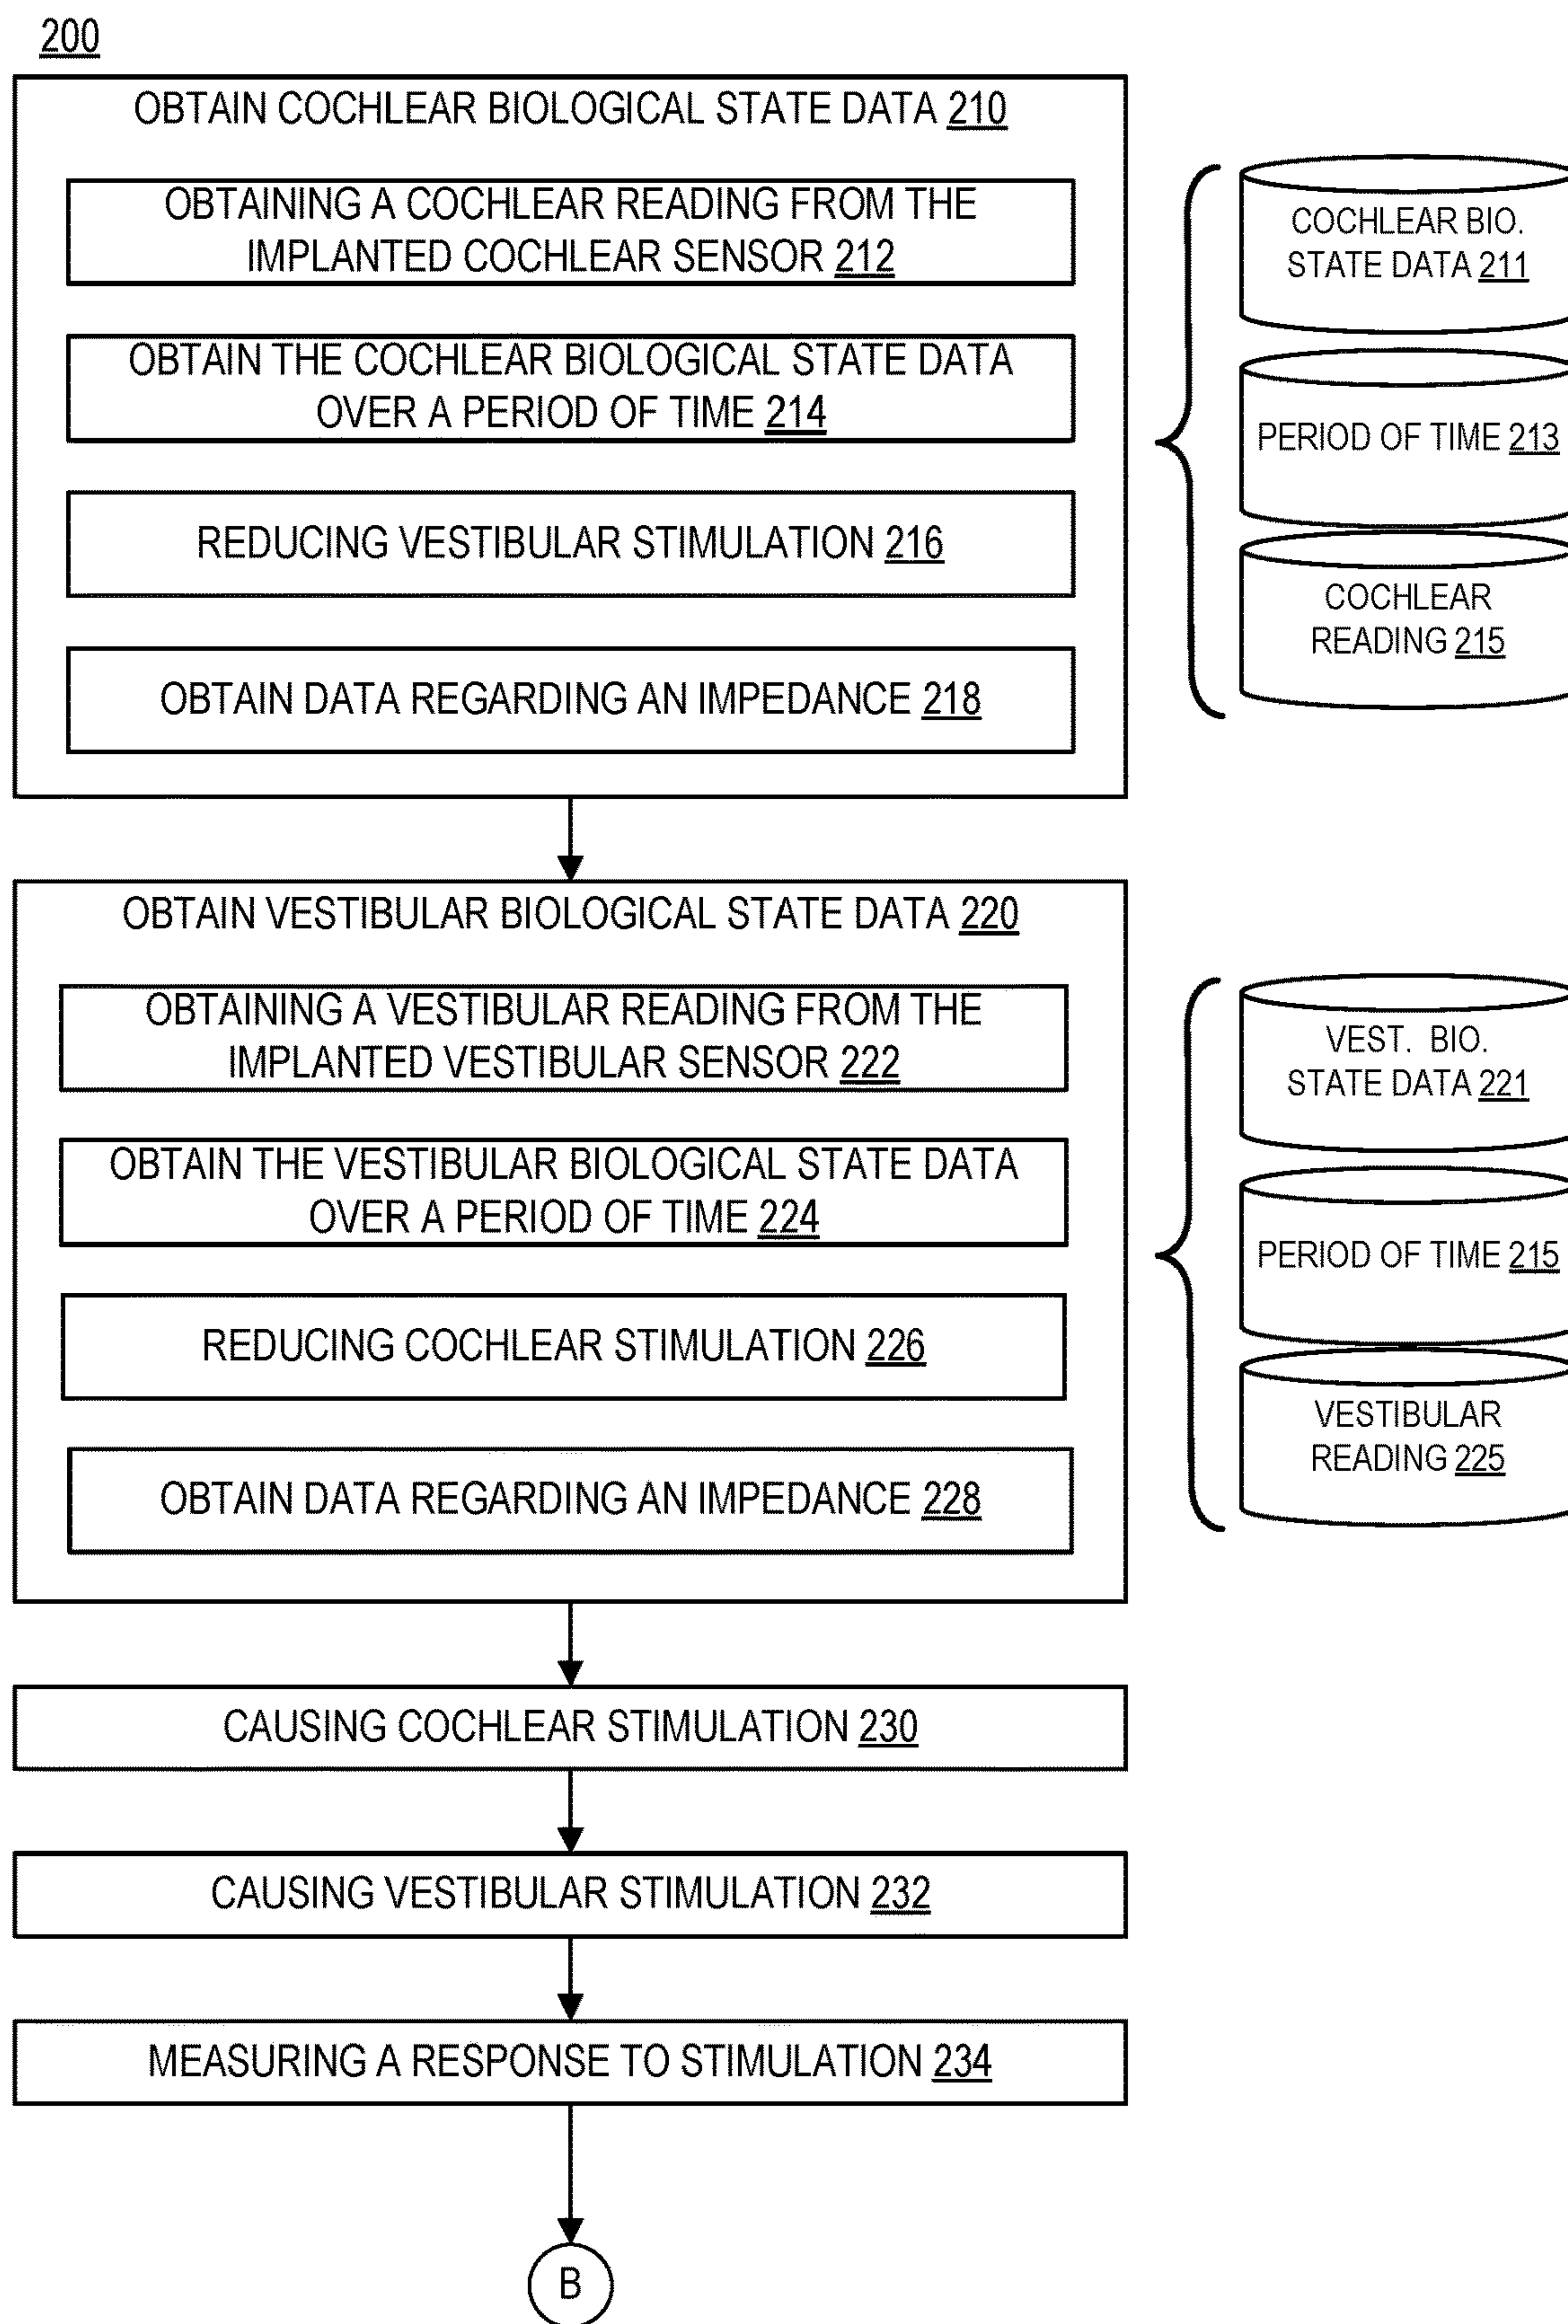 200
OBTAIN COCHLEAR BIOLOGICAL STATE DATA 210
OBTAINING A COCHLEAR READING FROM THE
IMPLANTED COCHLEAR SENSOR 212
OBTAIN THE COCHLEAR BIOLOGICAL STATE DATA
OVER A PERIOD OF TIME 214
REDUCING VESTIBULAR STIMULATION 216
OBTAIN DATA REGARDING AN IMPEDANCE 218
COCHLEAR BIO.
STATE DATA 211
PERIOD OF TIME 213
COCHLEAR
READING 215
OBTAIN VESTIBULAR BIOLOGICAL STATE DATA 220
OBTAINING A VESTIBULAR READING FROM THE
IMPLANTED VESTIBULAR SENSOR 222
OBTAIN THE VESTIBULAR BIOLOGICAL STATE DATA
OVER A PERIOD OF TIME 224
REDUCING COCHLEAR STIMULATION 226
OBTAIN DATA REGARDING AN IMPEDANCE 228
VEST. BIO.
STATE DATA 221
PERIOD OF TIME 215
VESTIBULAR
READING 225
CAUSING COCHLEAR STIMULATION 230
CAUSING VESTIBULAR STIMULATION 232
MEASURING A RESPONSE TO STIMULATION 234
B